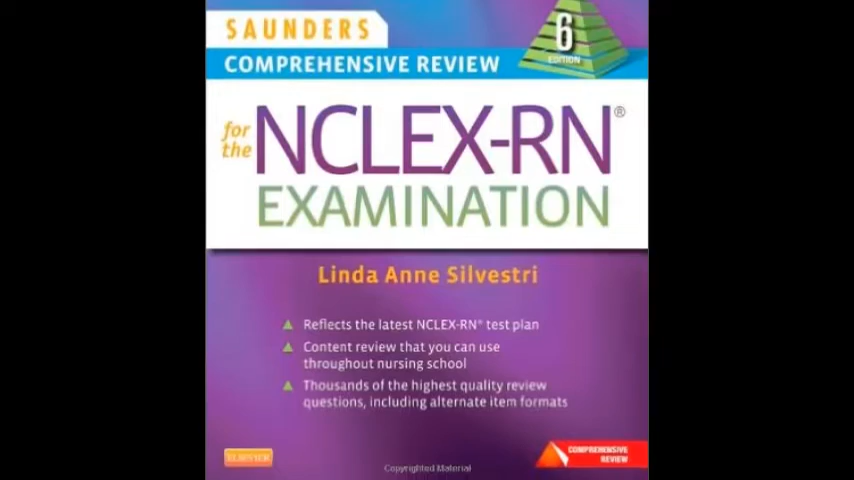 SAUNDERS
COMPREHENSIVE REVIEW
6
EDITION
for the NCLEX-RN®
EXAMINATION
Linda Anne Silvestri
Reflects the latest NCLEX-RN® test plan
Content review that you can use
throughout nursing school
Thousands of the highest quality review
questions, including alternate item formats
ELSEVIER
COMPREHENSIVE
REVIEW
Copyrighted Material